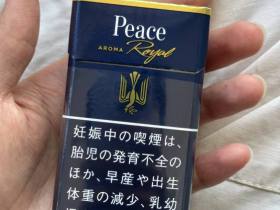 Peace
AROMA Royal
妊娠中の喫煙は、
胎児の発育不全の
ほか、早産や出生
体重の減少、乳幼